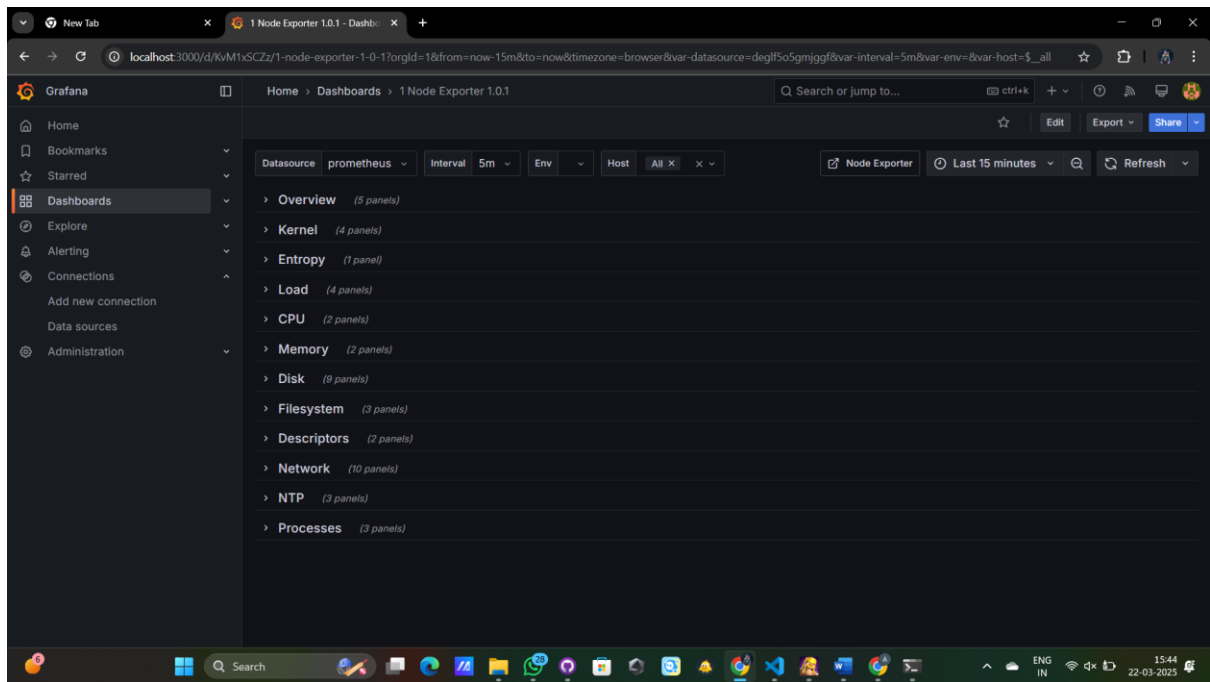 New Tab
1 Node Exporter 1.0.1 - Dashbo
localhost:3000/d/KvM1xSCZz/1-node-exporter-1-0-1?orgId=1&from=now-15m&to=now&timezone=browser&var-datasource=deglf5o5gmjggf&var-interval=5m&var-env=&var-host=$__all
Grafana
Home › Dashboards › 1 Node Exporter 1.0.1
Search or jump to...
ctrl+k
Edit
Export
Share
Home
Bookmarks
Starred
Dashboards
Explore
Alerting
Connections
Add new connection
Data sources
Administration
Datasource prometheus Interval 5m Env Host All
Node Exporter Last 15 minutes Refresh
Overview (5 panels)
Kernel (4 panels)
Entropy (1 panel)
Load (4 panels)
CPU (2 panels)
Memory (2 panels)
Disk (9 panels)
Filesystem (3 panels)
Descriptors (2 panels)
Network (10 panels)
NTP (3 panels)
Processes (3 panels)
6
Search
28
ENG
IN
15:44
22-03-2025